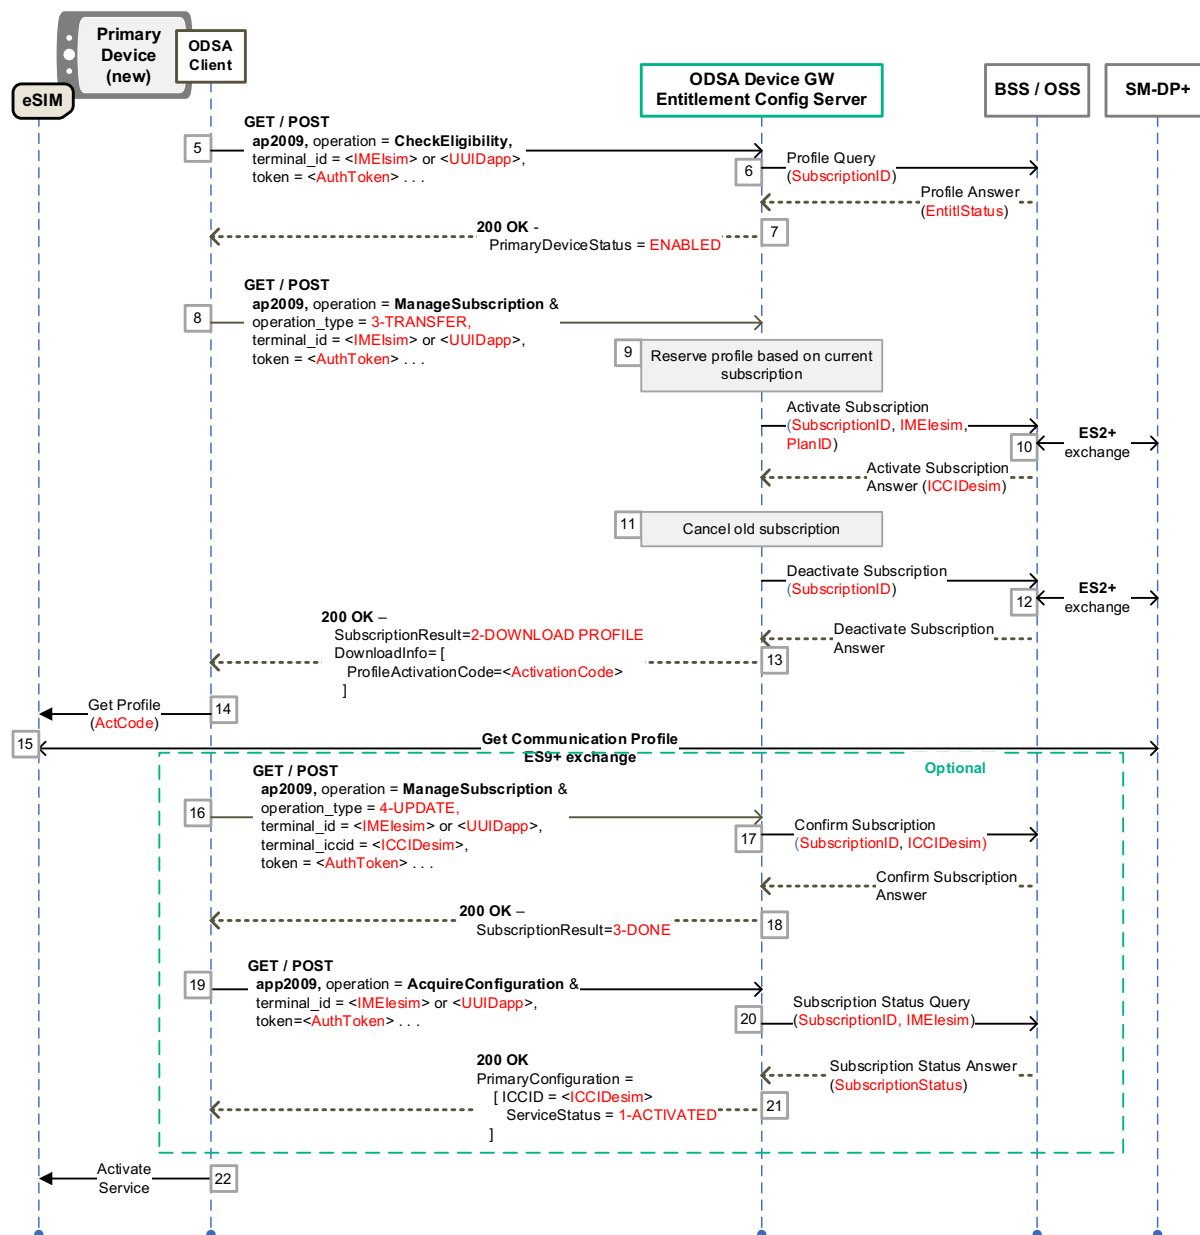 Primary
Device
(new)
ODSA
Client
eSIM
ODSA Device GW
Entitlement Config Server
BSS / OSS
SM-DP+
GET / POST
5
ap2009, operation = CheckEligibility,
terminal_id = <IMEIsim> or <UUIDapp>,
token = <AuthToken> . . .
6
Profile Query
(SubscriptionID)
Profile Answer
(EntitlStatus)
7
200 OK -
PrimaryDeviceStatus = ENABLED
GET / POST
8
ap2009, operation = ManageSubscription &
operation_type = 3-TRANSFER,
terminal_id = <IMEIsim> or <UUIDapp>,
token = <AuthToken> . . .
9
Reserve profile based on current
subscription
Activate Subscription
(SubscriptionID, IMEIesim,
PlanID)
10
ES2+
exchange
Activate Subscription
Answer (ICCIDesim)
11
Cancel old subscription
Deactivate Subscription
(SubscriptionID)
12
ES2+
exchange
Deactivate Subscription
Answer
13
200 OK –
SubscriptionResult=2-DOWNLOAD PROFILE
DownloadInfo= [
ProfileActivationCode=<ActivationCode>
]
14
Get Profile
(ActCode)
15
Get Communication Profile
ES9+ exchange
Optional
GET / POST
16
ap2009, operation = ManageSubscription &
operation_type = 4-UPDATE,
terminal_id = <IMEIesim> or <UUIDapp>,
terminal_iccid = <ICCIDesim>,
token = <AuthToken> . . .
17
Confirm Subscription
(SubscriptionID, ICCIDesim)
Confirm Subscription
Answer
18
200 OK –
SubscriptionResult=3-DONE
GET / POST
19
app2009, operation = AcquireConfiguration &
terminal_id = <IMEIesim> or <UUIDapp>,
token=<AuthToken> . . .
20
Subscription Status Query
(SubscriptionID, IMEIesim)
Subscription Status Answer
(SubscriptionStatus)
21
200 OK
PrimaryConfiguration =
[ ICCID = <ICCIDesim>
ServiceStatus = 1-ACTIVATED
]
22
Activate
Service